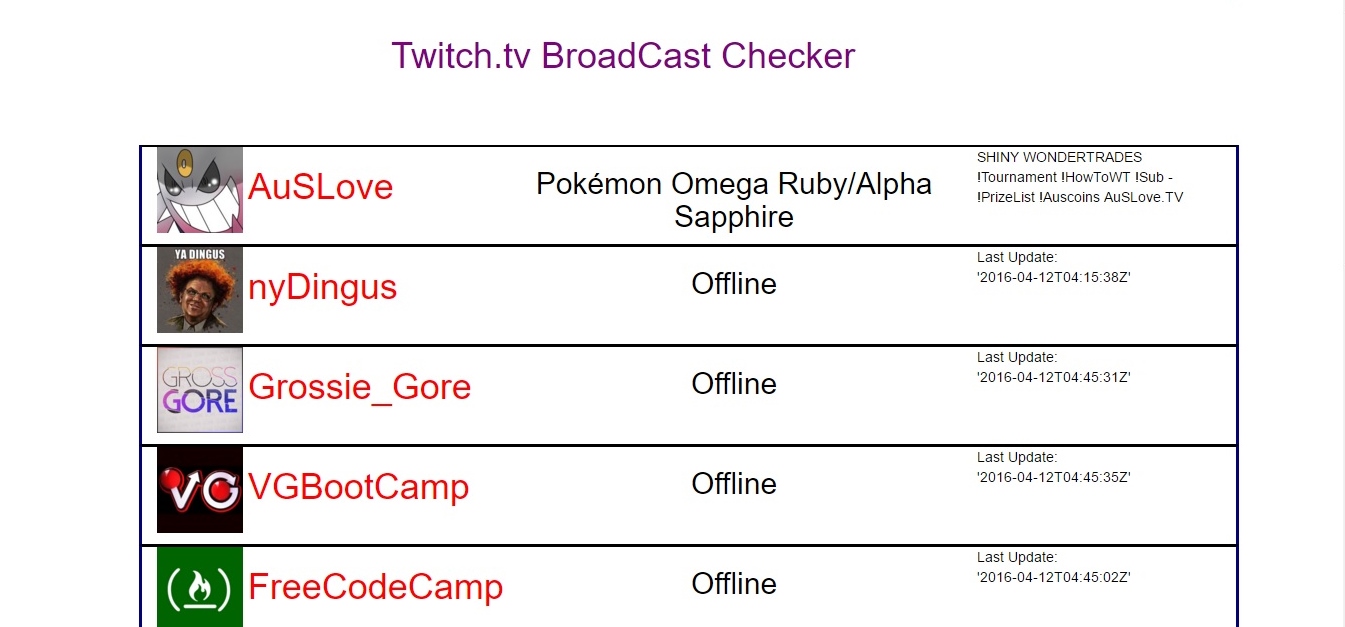 Twitch.tv BroadCast Checker
AuSLove
Pokémon Omega Ruby/Alpha
Sapphire
SHINY WONDERTRADES
!Tournament !HowToWT !Sub -
!PrizeList !Auscoins AuSLove.TV
YA DINGUS
nyDingus
Offline
Last Update:
'2016-04-12T04:15:38Z'
GROSS
GORE
Grossie_Gore
Offline
Last Update:
'2016-04-12T04:45:31Z'
VG
VGBootCamp
Offline
Last Update:
'2016-04-12T04:45:35Z'
FreeCodeCamp
Offline
Last Update:
'2016-04-12T04:45:02Z'